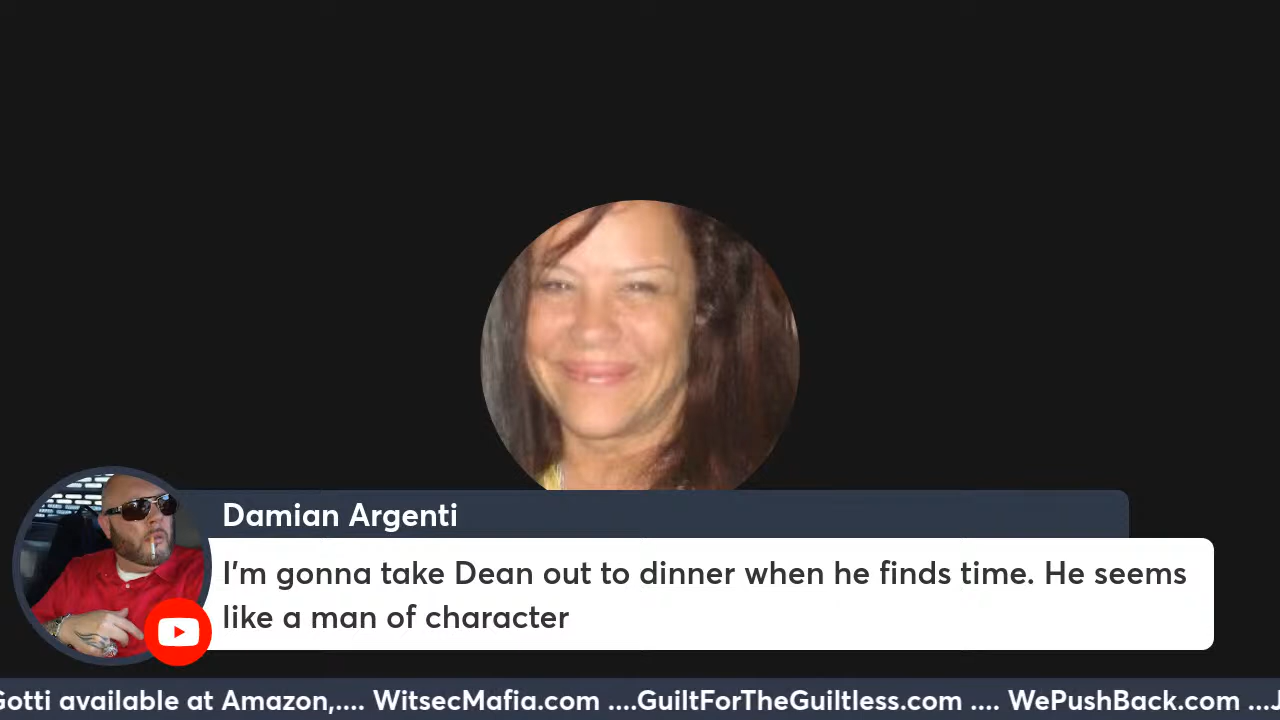 Damian Argenti
I'm gonna take Dean out to dinner when he finds time. He seems
like a man of character
Gotti available at Amazon,.... WitsecMafia.com ....GuiltForTheGuiltless.com .... WePushBack.com ...J